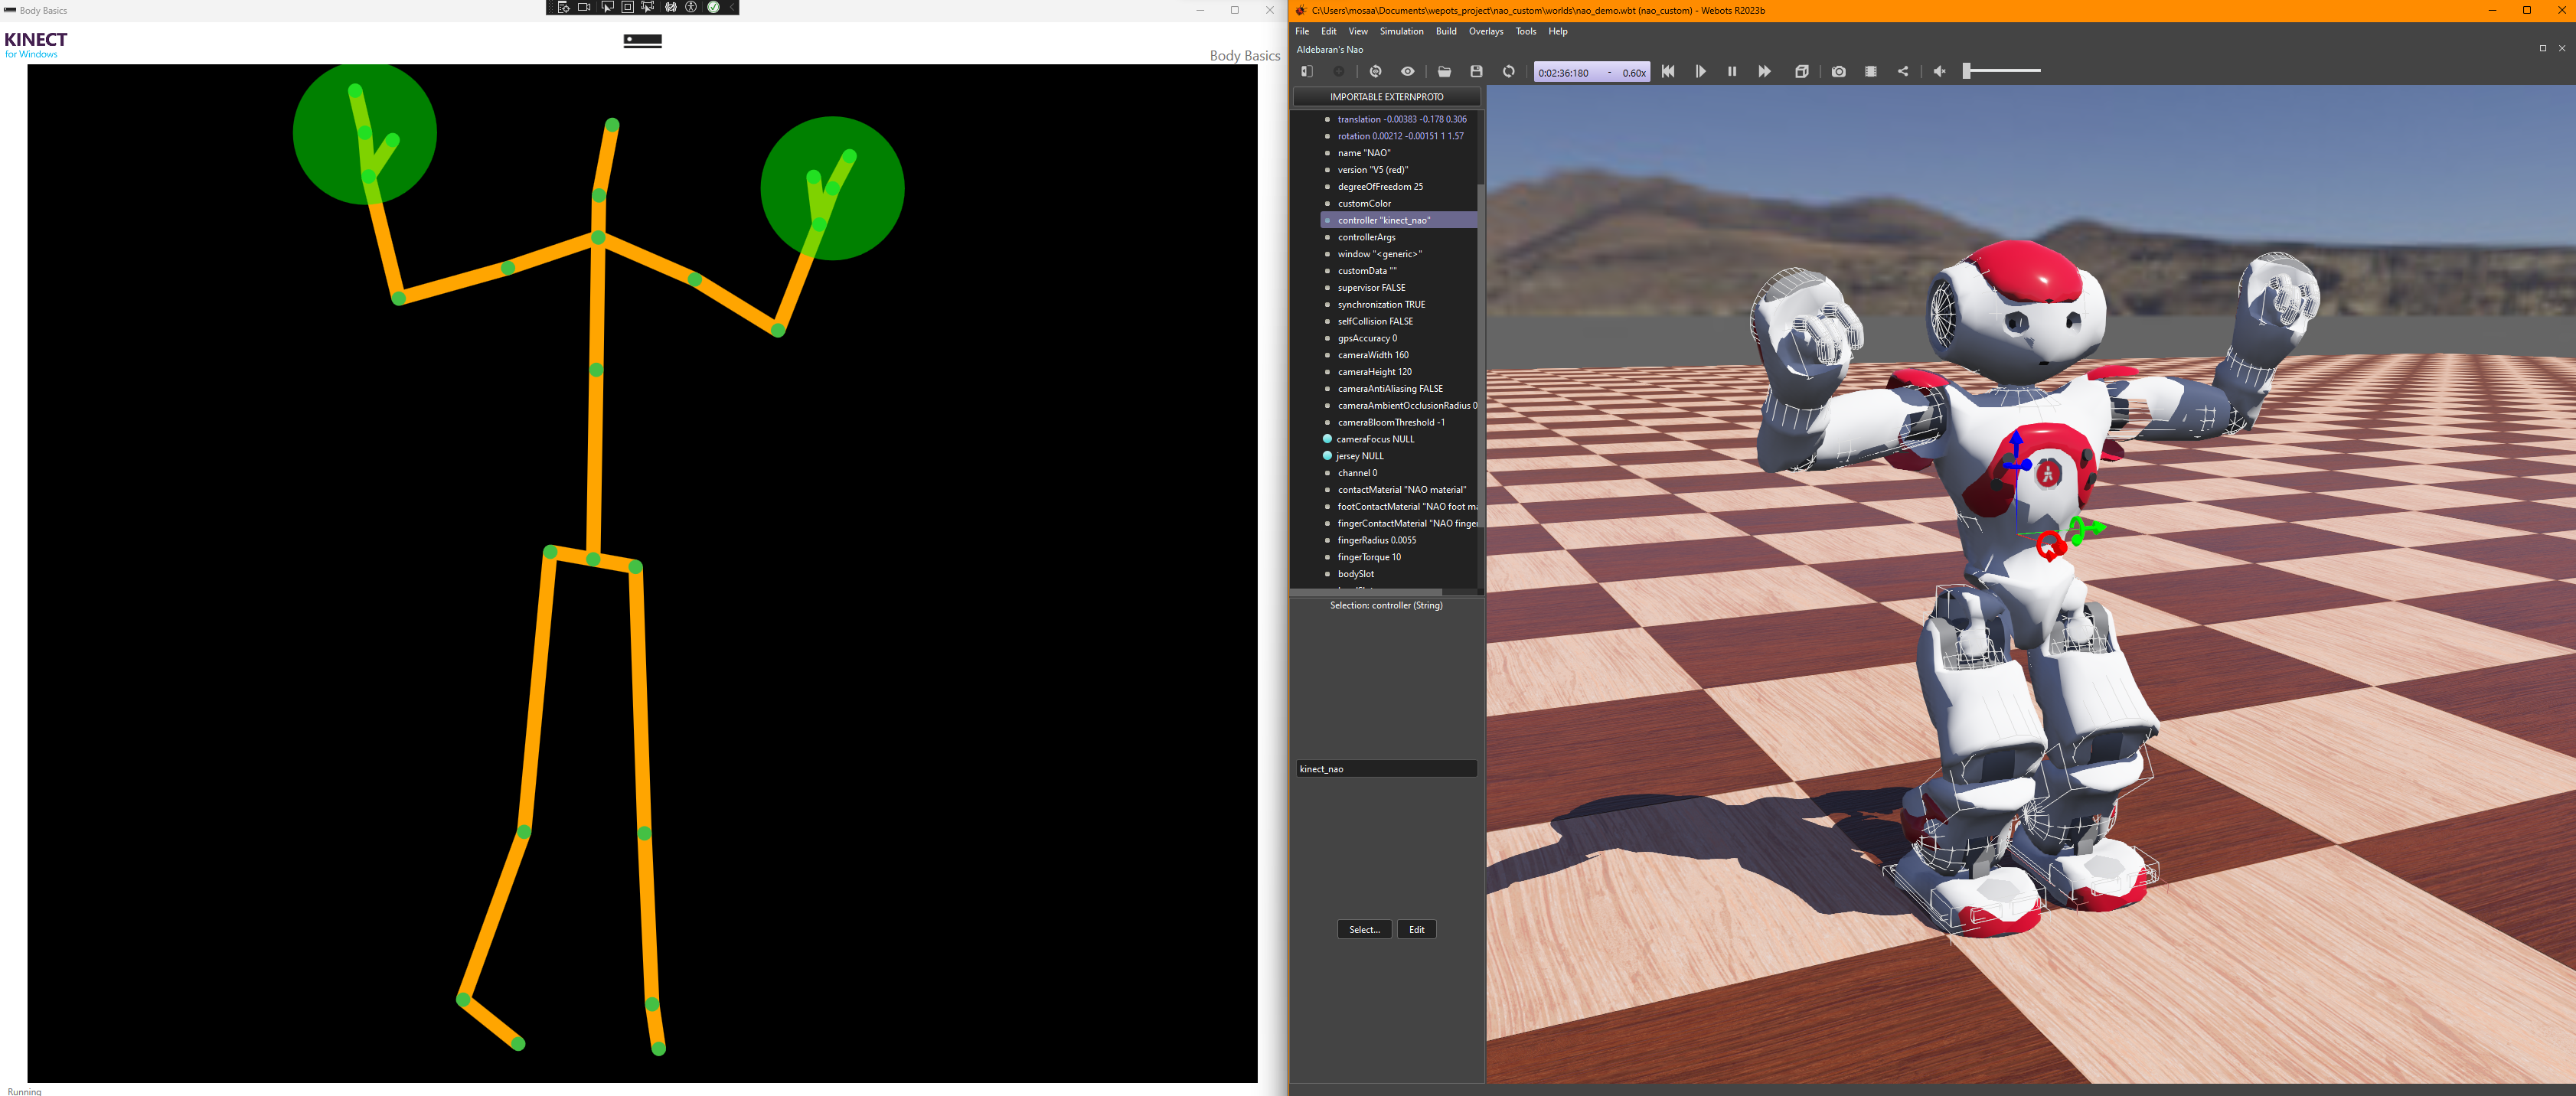 Body Basics
KINECT
for Windows
Body Basics
Running
C:\Users\mosaa\Documents\wepots_project\nao_custom\worlds\nao_demo.wbt (nao_custom) - Webots R2023b
File Edit View Simulation Build Overlays Tools Help
Aldebaran's Nao
0:02:36:180 - 0.60x
IMPORTABLE EXTERNPROTO
translation -0.00383 -0.178 0.306
rotation 0.00212 -0.00151 1 1.57
name "NAO"
version "V5 (red)"
degreeOfFreedom 25
customColor
controller "kinect_nao"
controllerArgs
window "<generic>"
customData ""
supervisor FALSE
synchronization TRUE
selfCollision FALSE
gpsAccuracy 0
cameraWidth 160
cameraHeight 120
cameraAntiAliasing FALSE
cameraAmbientOcclusionRadius 0
cameraBloomThreshold -1
cameraFocus NULL
jersey NULL
channel 0
contactMaterial "NAO material"
footContactMaterial "NAO foot ma
fingerContactMaterial "NAO finger
fingerRadius 0.0055
fingerTorque 10
bodySlot
Selection: controller (String)
kinect_nao
Select... Edit